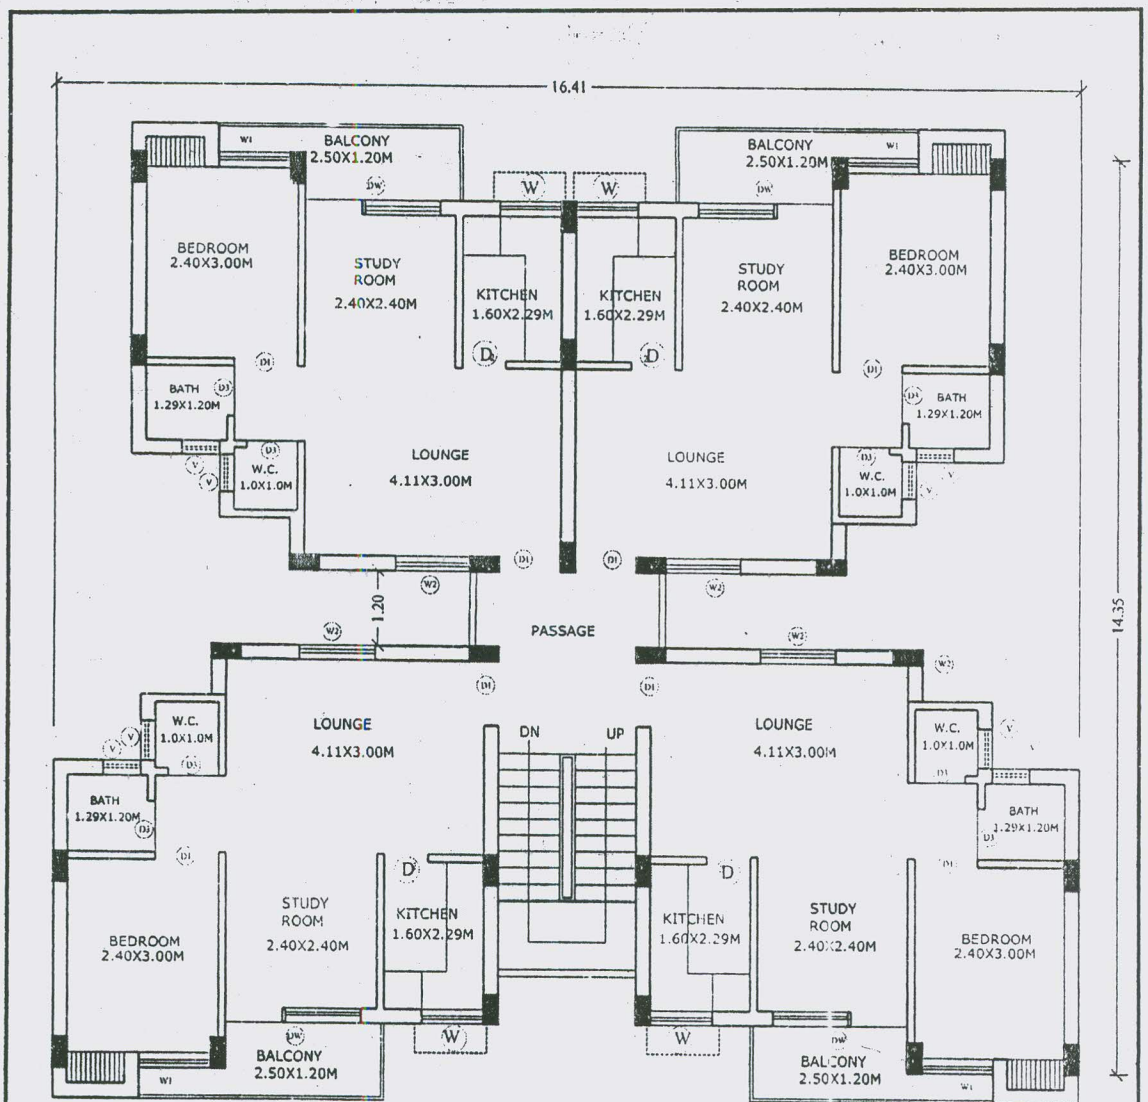 16.41
W1
BALCONY
2.50X1.20M
DW
W
W
BALCONY
2.50X1.20M
W1
DW
BEDROOM
2.40X3.00M
STUDY
ROOM
2.40X2.40M
KITCHEN
1.60X2.29M
KITCHEN
1.60X2.29M
STUDY
ROOM
2.40X2.40M
BEDROOM
2.40X3.00M
D1
D
D
D1
BATH
1.29X1.20M
D3
D3
BATH
1.29X1.20M
LOUNGE
4.11X3.00M
LOUNGE
4.11X3.00M
D3
W.C.
1.0X1.0M
V
V
D3
W.C.
1.0X1.0M
V
V
D1
D1
W2
W2
1.20
PASSAGE
14.35
W2
W2
W2
D1
D1
W.C.
1.0X1.0M
V
V
D3
LOUNGE
4.11X3.00M
DN
UP
LOUNGE
4.11X3.00M
W.C.
1.0X1.0M
V
D3
BATH
1.29X1.20M
D3
BATH
1.29X1.20M
D3
D1
D
D
D1
BEDROOM
2.40X3.00M
STUDY
ROOM
2.40X2.40M
KITCHEN
1.60X2.29M
KITCHEN
1.60X2.29M
STUDY
ROOM
2.40X2.40M
BEDROOM
2.40X3.00M
DW
W
W
DW
W1
BALCONY
2.50X1.20M
BALCONY
2.50X1.20M
W1